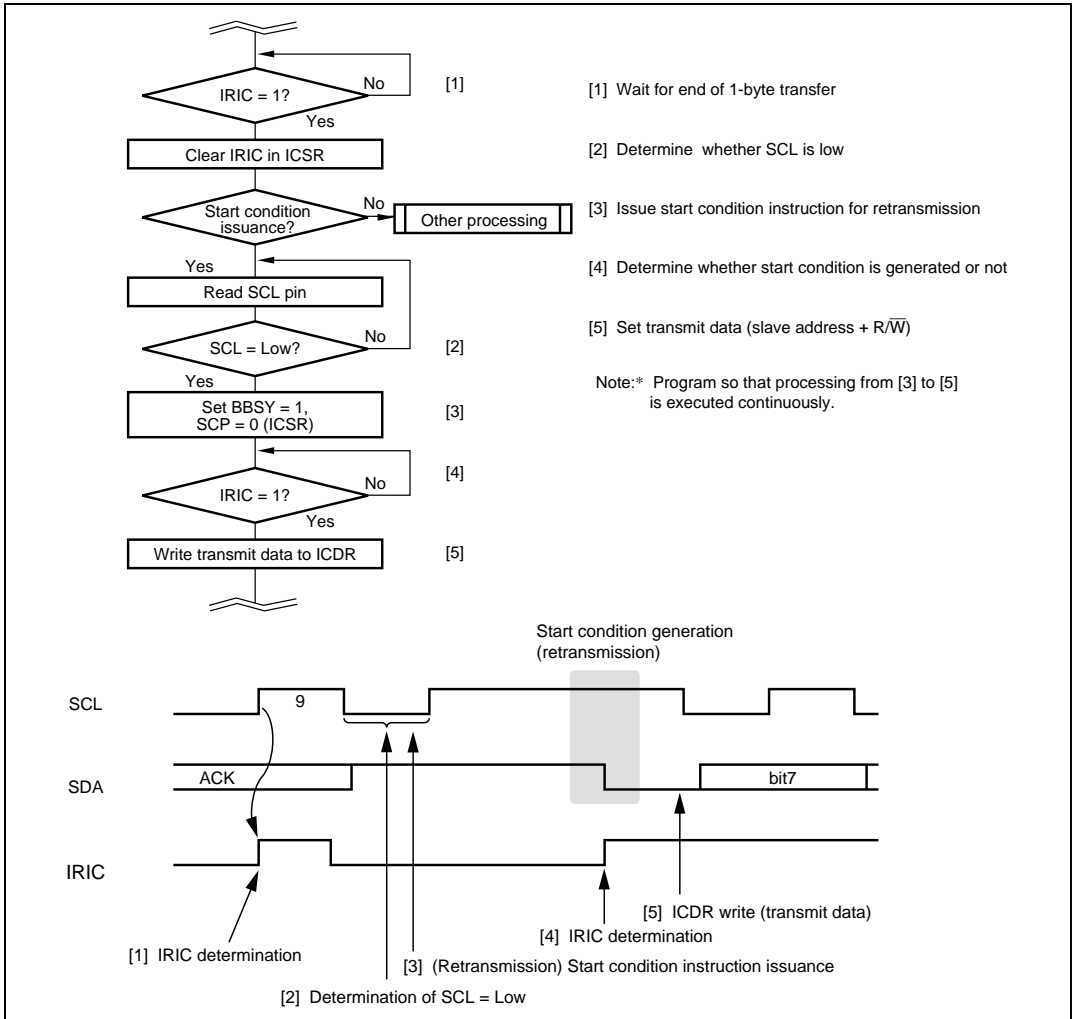 IRIC = 1?
No
[1]
Yes
Clear IRIC in ICSR
Start condition
issuance?
No
Other processing
Yes
Read SCL pin
SCL = Low?
No
[2]
Yes
Set BBSY = 1,
SCP = 0 (ICSR)
[3]
IRIC = 1?
No
[4]
Yes
Write transmit data to ICDR
[5]
[1] Wait for end of 1-byte transfer
[2] Determine whether SCL is low
[3] Issue start condition instruction for retransmission
[4] Determine whether start condition is generated or not
[5] Set transmit data (slave address + R/W̅)
Note:* Program so that processing from [3] to [5]
is executed continuously.
Start condition generation
(retransmission)
SCL
9
SDA
ACK
bit7
IRIC
[5] ICDR write (transmit data)
[4] IRIC determination
[1] IRIC determination
[3] (Retransmission) Start condition instruction issuance
[2] Determination of SCL = Low